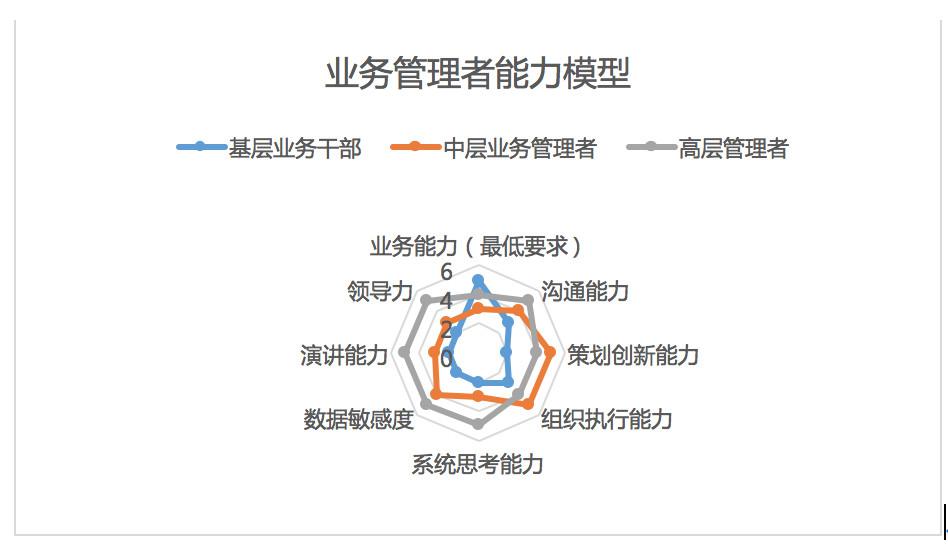 业务管理者能力模型
基层业务干部 中层业务管理者 高层管理者
业务能力（最低要求）
6
领导力 沟通能力
4
2
演讲能力 0 策划创新能力
数据敏感度 组织执行能力
系统思考能力